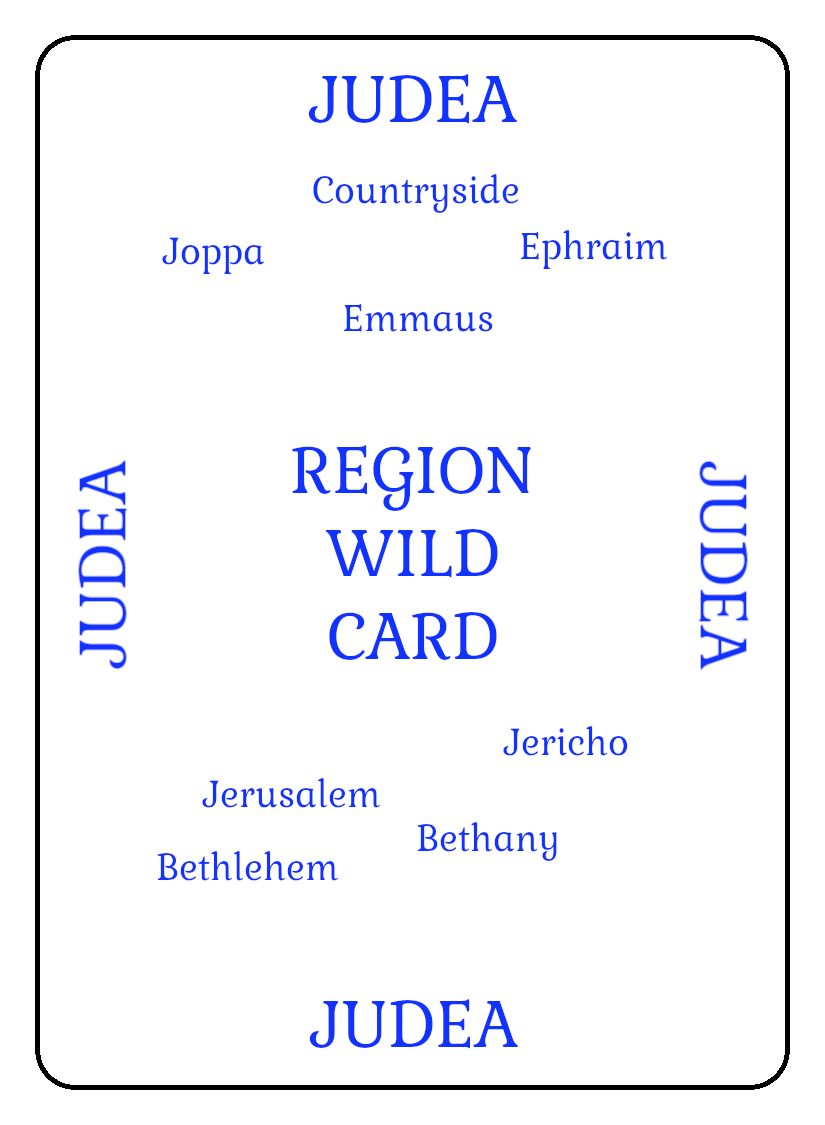 JUDEA
Countryside
Joppa
Ephraim
Emmaus
JUDEA
REGION
WILD
CARD
JUDEA
Jericho
Jerusalem
Bethany
Bethlehem
JUDEA